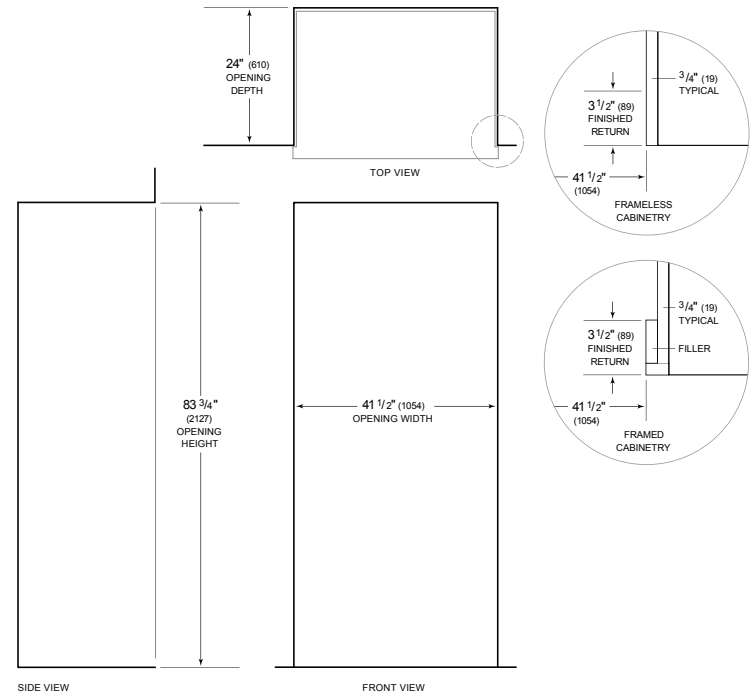 24" (610)
OPENING
DEPTH
TOP VIEW
3/4" (19)
TYPICAL
3 1/2" (89)
FINISHED
RETURN
41 1/2"
(1054)
FRAMELESS
CABINETRY
3/4" (19)
TYPICAL
3 1/2" (89)
FINISHED
RETURN
FILLER
41 1/2"
(1054)
FRAMED
CABINETRY
83 3/4"
(2127)
OPENING
HEIGHT
41 1/2" (1054)
OPENING WIDTH
SIDE VIEW
FRONT VIEW